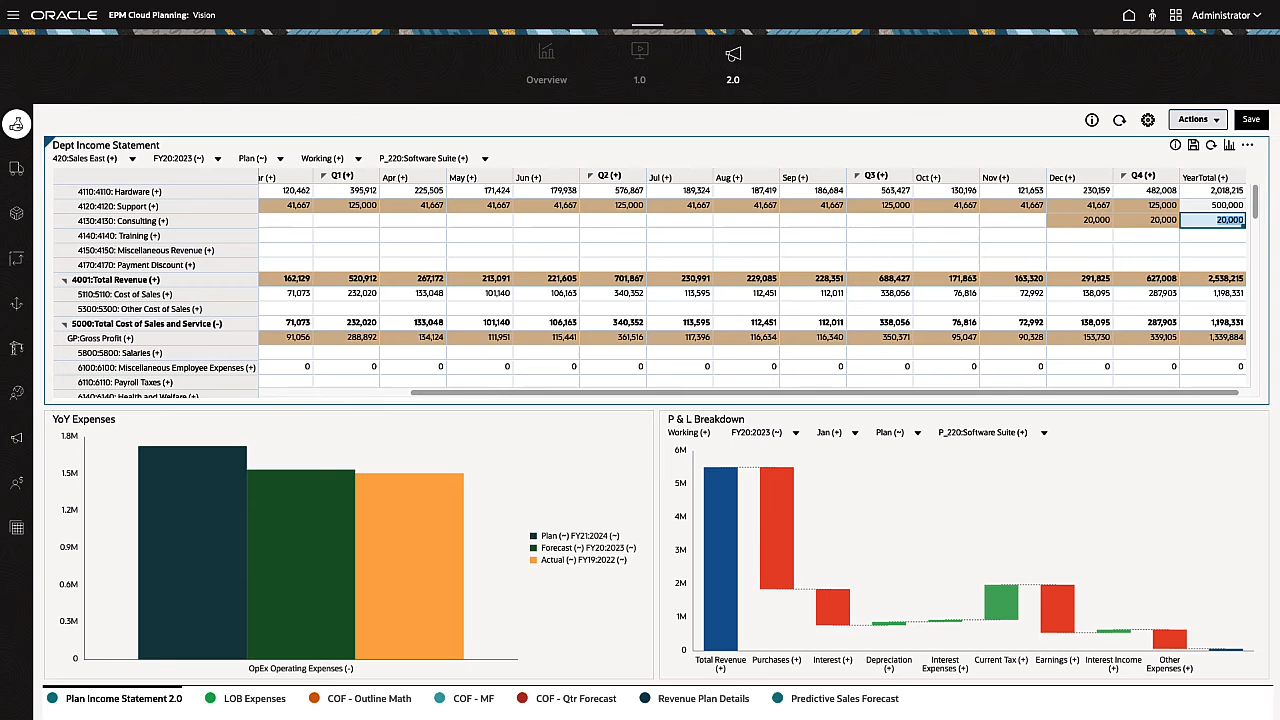 ORACLE EPM Cloud Planning: Vision Administrator
Overview 1.0 2.0
Actions Save
Dept Income Statement
420:Sales East (+) FY20:2023 (~) Plan (~) Working (+) P_220:Software Suite (+)
r (+) Q1 (+) Apr (+) May (+) Jun (+) Q2 (+) Jul (+) Aug (+) Sep (+) Q3 (+) Oct (+) Nov (+) Dec (+) Q4 (+) YearTotal (+)
4110:4110: Hardware (+) 120,462 395,912 225,505 171,424 179,938 576,867 189,324 187,419 186,684 563,427 130,196 121,653 230,159 482,008 2,018,215
4120:4120: Support (+) 41,667 125,000 41,667 41,667 41,667 125,000 41,667 41,667 41,667 125,000 41,667 41,667 41,667 125,000 500,000
4130:4130: Consulting (+) 20,000 20,000 20,000
4140:4140: Training (+)
4150:4150: Miscellaneous Revenue (+)
4170:4170: Payment Discount (+)
4001:Total Revenue (+) 162,129 520,912 267,172 213,091 221,605 701,867 230,991 229,085 228,351 688,427 171,863 163,320 291,825 627,008 2,538,215
5110:5110: Cost of Sales (+) 71,073 232,020 133,048 101,140 106,163 340,352 113,595 112,451 112,011 338,056 76,816 72,992 138,095 287,903 1,198,331
5300:5300: Other Cost of Sales (+)
5000:Total Cost of Sales and Service (-) 71,073 232,020 133,048 101,140 106,163 340,352 113,595 112,451 112,011 338,056 76,816 72,992 138,095 287,903 1,198,331
GP:Gross Profit (+) 91,056 288,892 134,124 111,951 115,441 361,516 117,396 116,634 116,340 350,371 95,047 90,328 153,730 339,105 1,339,884
5800:5800: Salaries (+)
6100:6100: Miscellaneous Employee Expenses (+) 0 0 0 0 0 0 0 0 0 0 0 0 0 0 0
6110:6110: Payroll Taxes (+)
6140:6140: Health and Welfare (+)
YoY Expenses
1.8M
1.5M
1.2M
0.9M
0.6M
0.3M
0
OpEx Operating Expenses (-)
Plan (~) FY21:2024 (~)
Forecast (~) FY20:2023 (~)
Actual (~) FY19:2022 (~)
P & L Breakdown
Working (+) FY20:2023 (~) Jan (+) Plan (~) P_220:Software Suite (+)
6M
5M
4M
3M
2M
1M
0
Total Revenue (+) Purchases (+) Interest (+) Depreciation (+) Interest Expenses (+) Current Tax (+) Earnings (+) Interest Income (+) Other Expenses (+)
Plan Income Statement 2.0 LOB Expenses COF - Outline Math COF - MF COF - Qtr Forecast Revenue Plan Details Predictive Sales Forecast